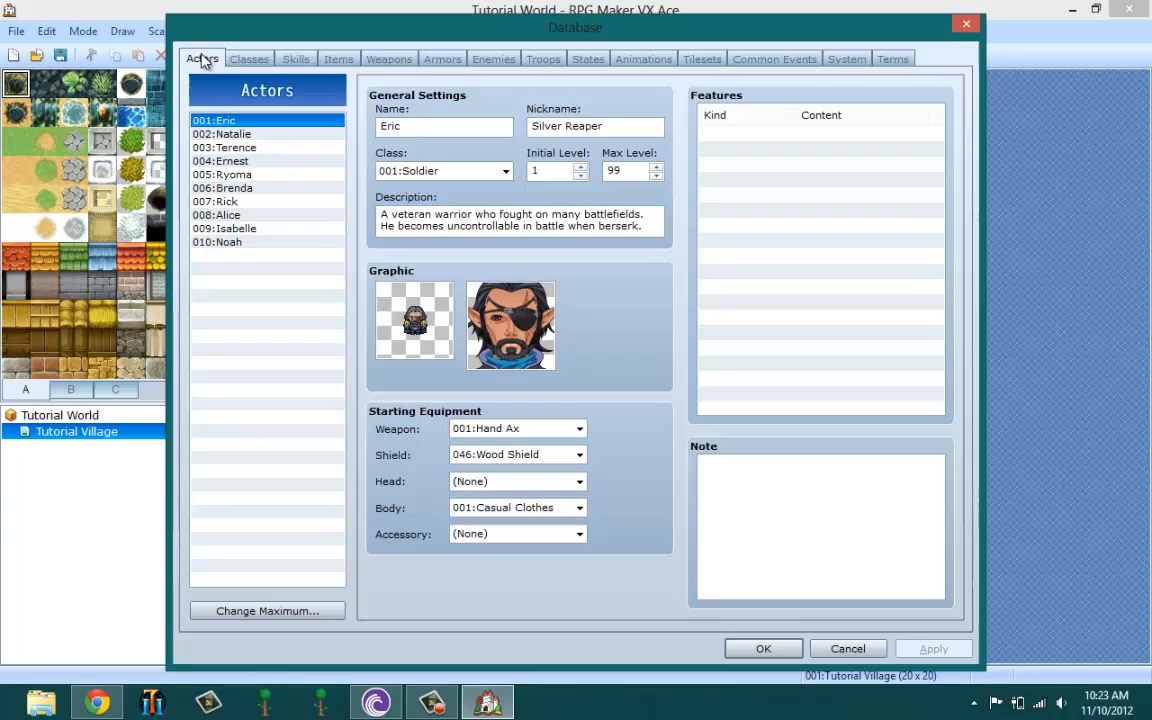 Tutorial World - RPG Maker VX Ace
Database
File Edit Mode Draw Sca
Actors Classes Skills Items Weapons Armors Enemies Troops States Animations Tilesets Common Events System Terms
Actors
001:Eric
002:Natalie
003:Terence
004:Ernest
005:Ryoma
006:Brenda
007:Rick
008:Alice
009:Isabelle
010:Noah
Change Maximum...
General Settings
Name: Nickname:
Eric Silver Reaper
Class: Initial Level: Max Level:
001:Soldier 1 99
Description:
A veteran warrior who fought on many battlefields.
He becomes uncontrollable in battle when berserk.
Graphic
Starting Equipment
Weapon: 001:Hand Ax
Shield: 046:Wood Shield
Head: (None)
Body: 001:Casual Clothes
Accessory: (None)
Features
Kind Content
Note
OK Cancel Apply
A B C
Tutorial World
Tutorial Village
001:Tutorial Village (20 x 20)
10:23 AM
11/10/2012